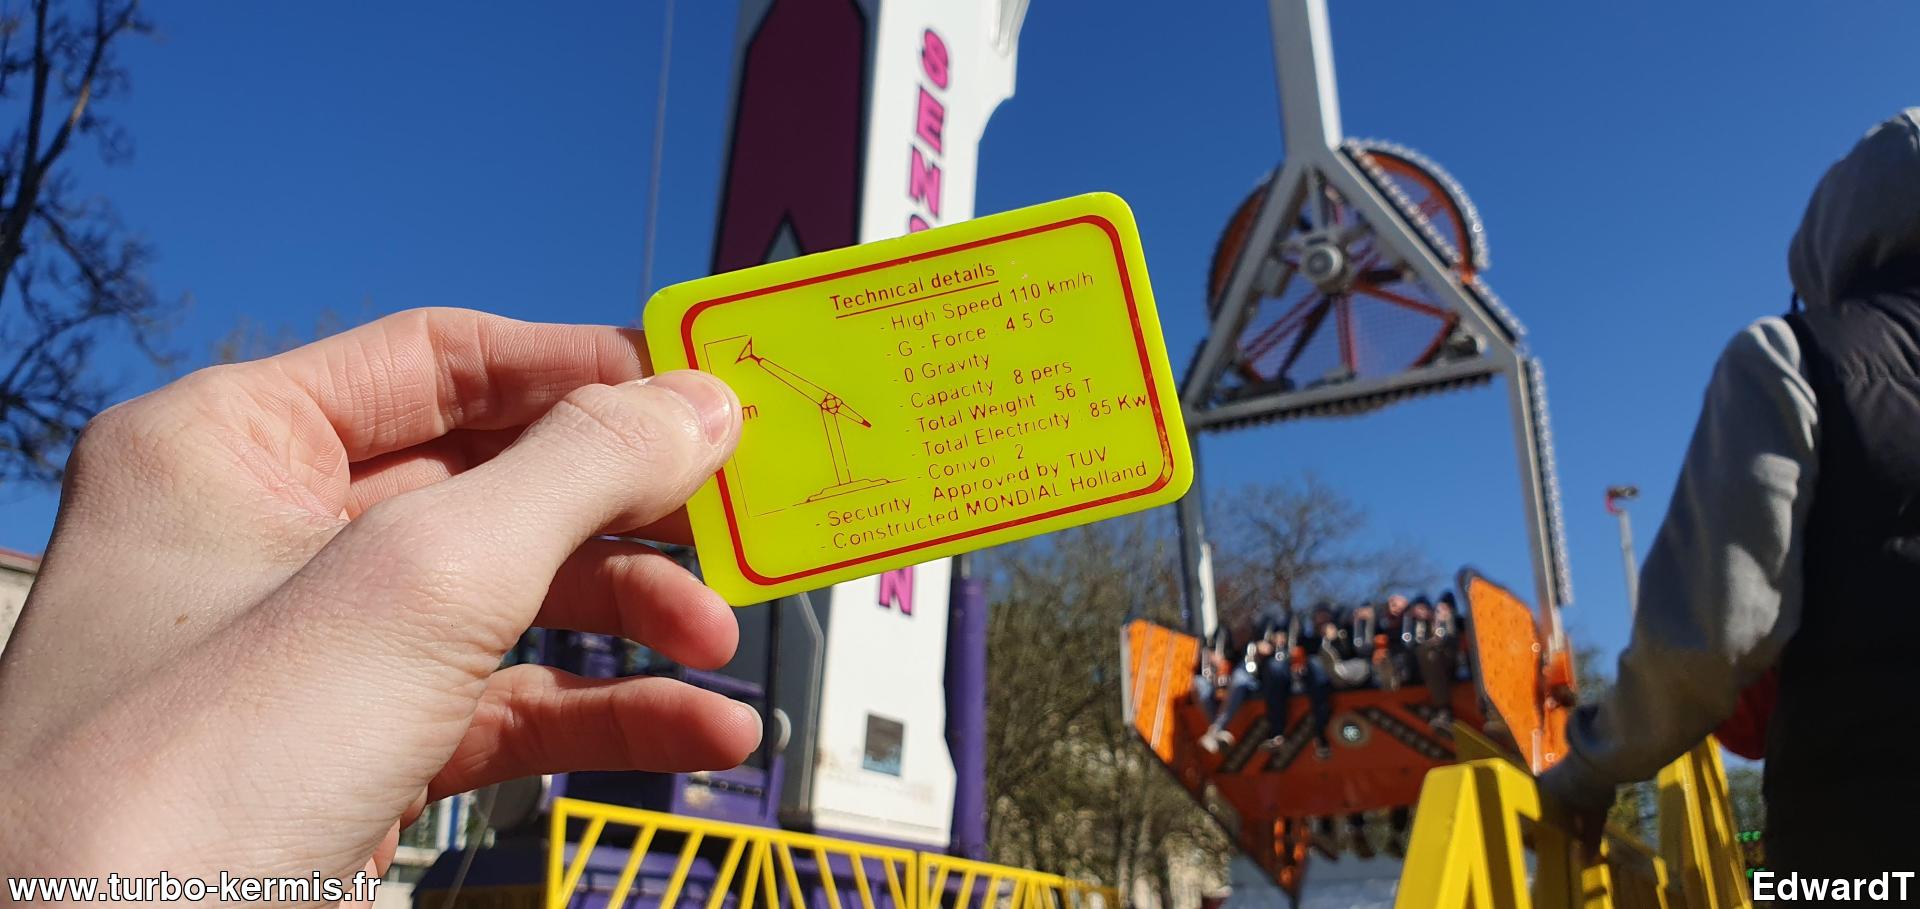 SEN
N
Technical details
- High Speed 110 km/h
- G - Force : 4.5 G
- 0 Gravity
- Capacity 8 pers
- Total Weight : 56 T
- Total Electricity : 85 Kw
- Convoi 2
- Security Approved by TUV
- Constructed MONDIAL Holland
m
www.turbo-kermis.fr
EdwardT